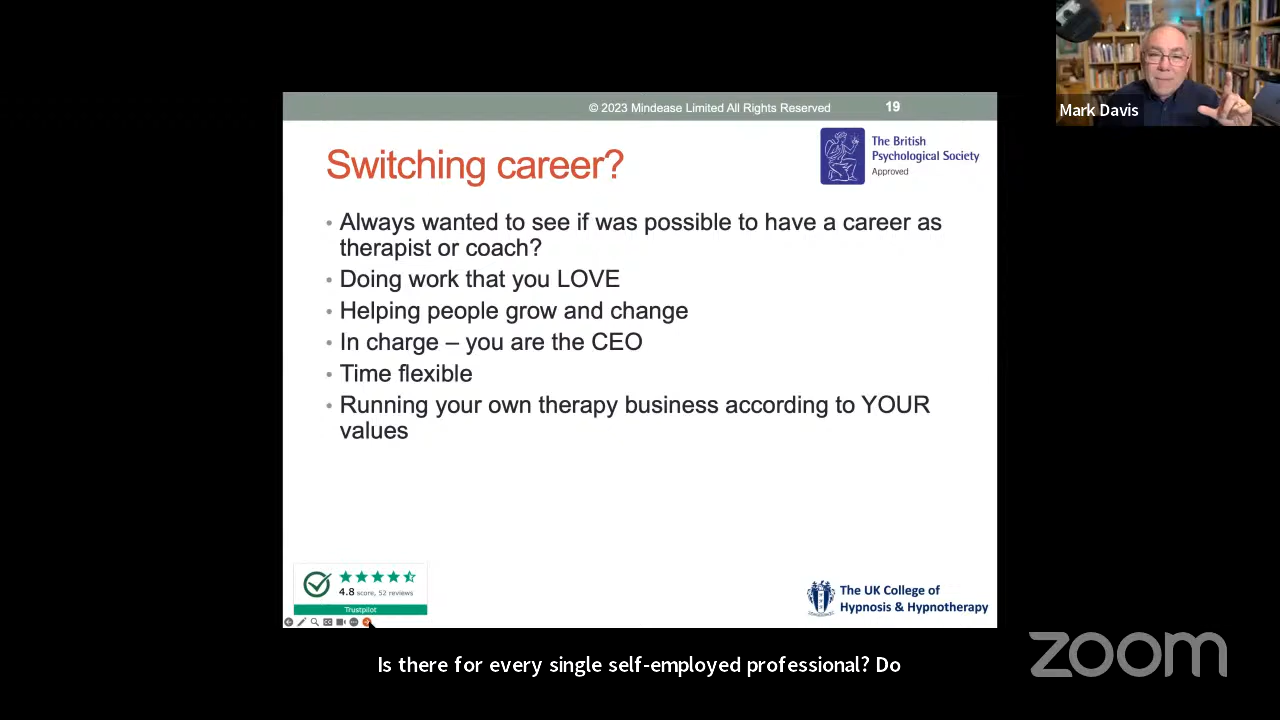 © 2023 Mindease Limited All Rights Reserved 19
Mark Davis
Switching career?
The British
Psychological Society
Approved
• Always wanted to see if was possible to have a career as
therapist or coach?
• Doing work that you LOVE
• Helping people grow and change
• In charge – you are the CEO
• Time flexible
• Running your own therapy business according to YOUR
values
4.8 score, 52 reviews
Trustpilot
The UK College of
Hypnosis & Hypnotherapy
Is there for every single self-employed professional? Do
zoom